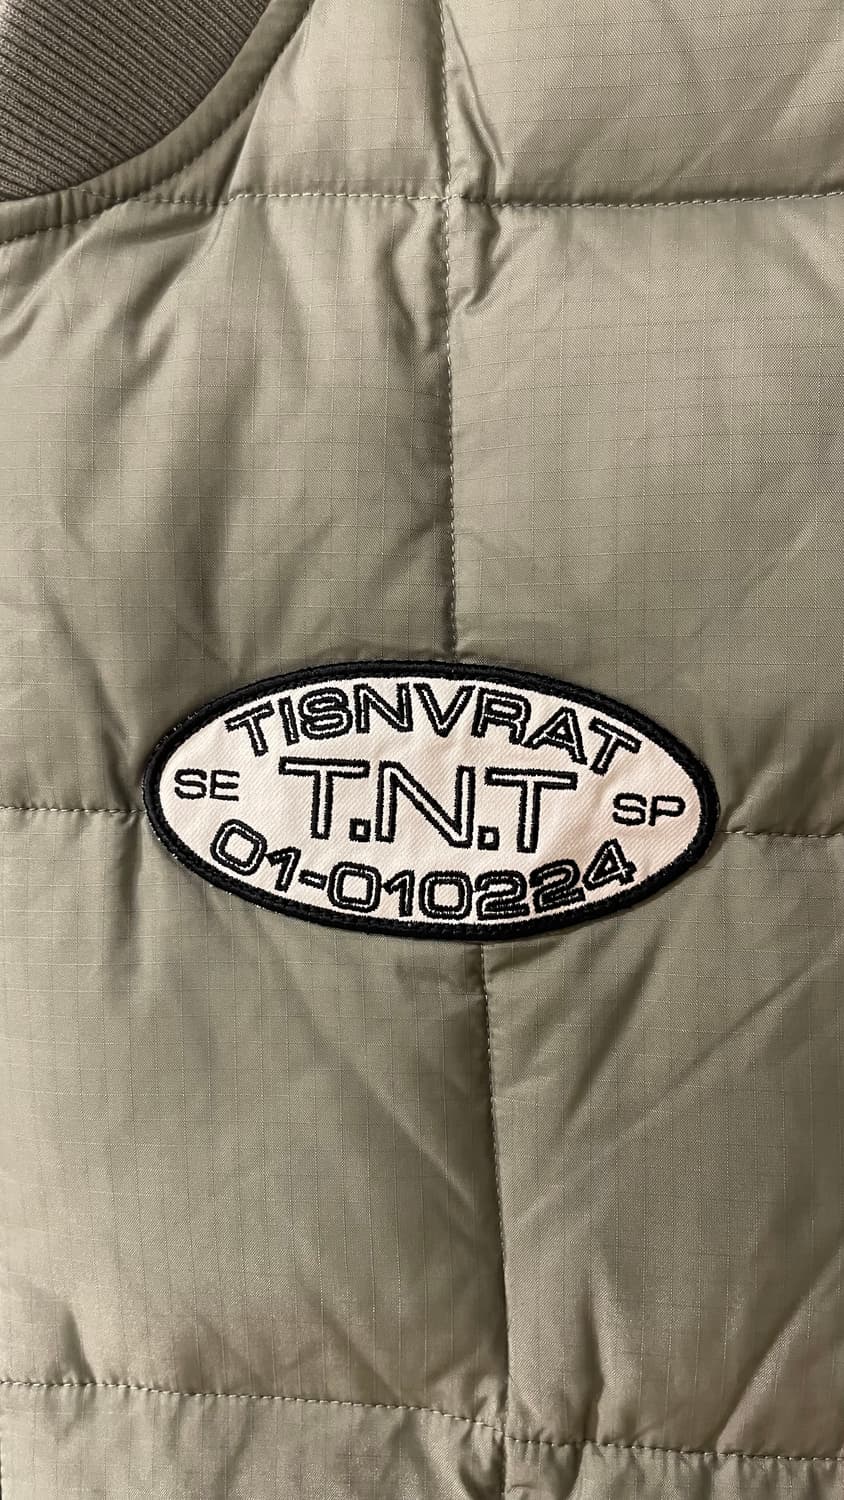 TISNVRAT
SE T.N.T SP
01-010224